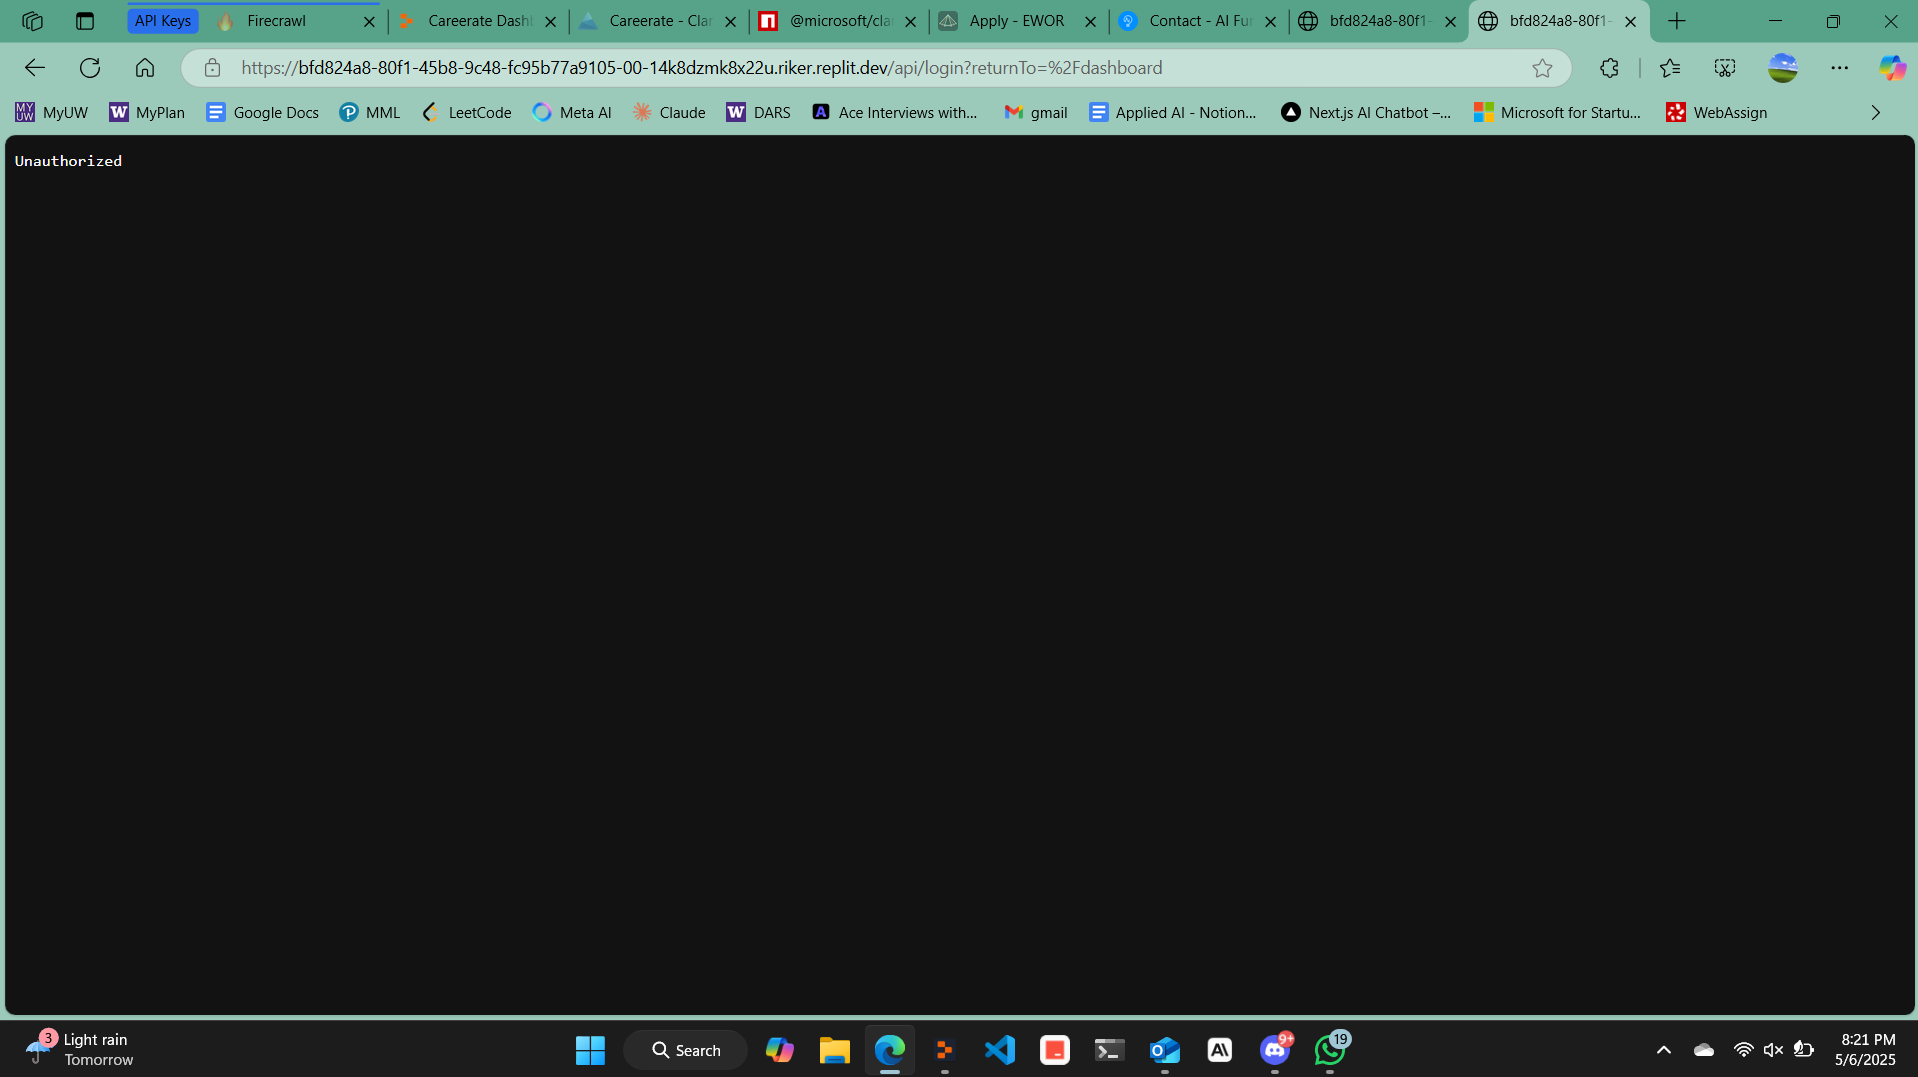 API Keys
Firecrawl
Careerate Dash
Careerate - Clar
@microsoft/cla
Apply - EWOR
Contact - AI Fu
bfd824a8-80f1-
bfd824a8-80f1-
https://bfd824a8-80f1-45b8-9c48-fc95b77a9105-00-14k8dzmk8x22u.riker.replit.dev/api/login?returnTo=%2Fdashboard
MyUW
MyPlan
Google Docs
MML
LeetCode
Meta AI
Claude
DARS
Ace Interviews with...
gmail
Applied AI - Notion...
Next.js AI Chatbot –...
Microsoft for Startu...
WebAssign
Unauthorized
3
Light rain
Tomorrow
Search
9+
19
8:21 PM
5/6/2025